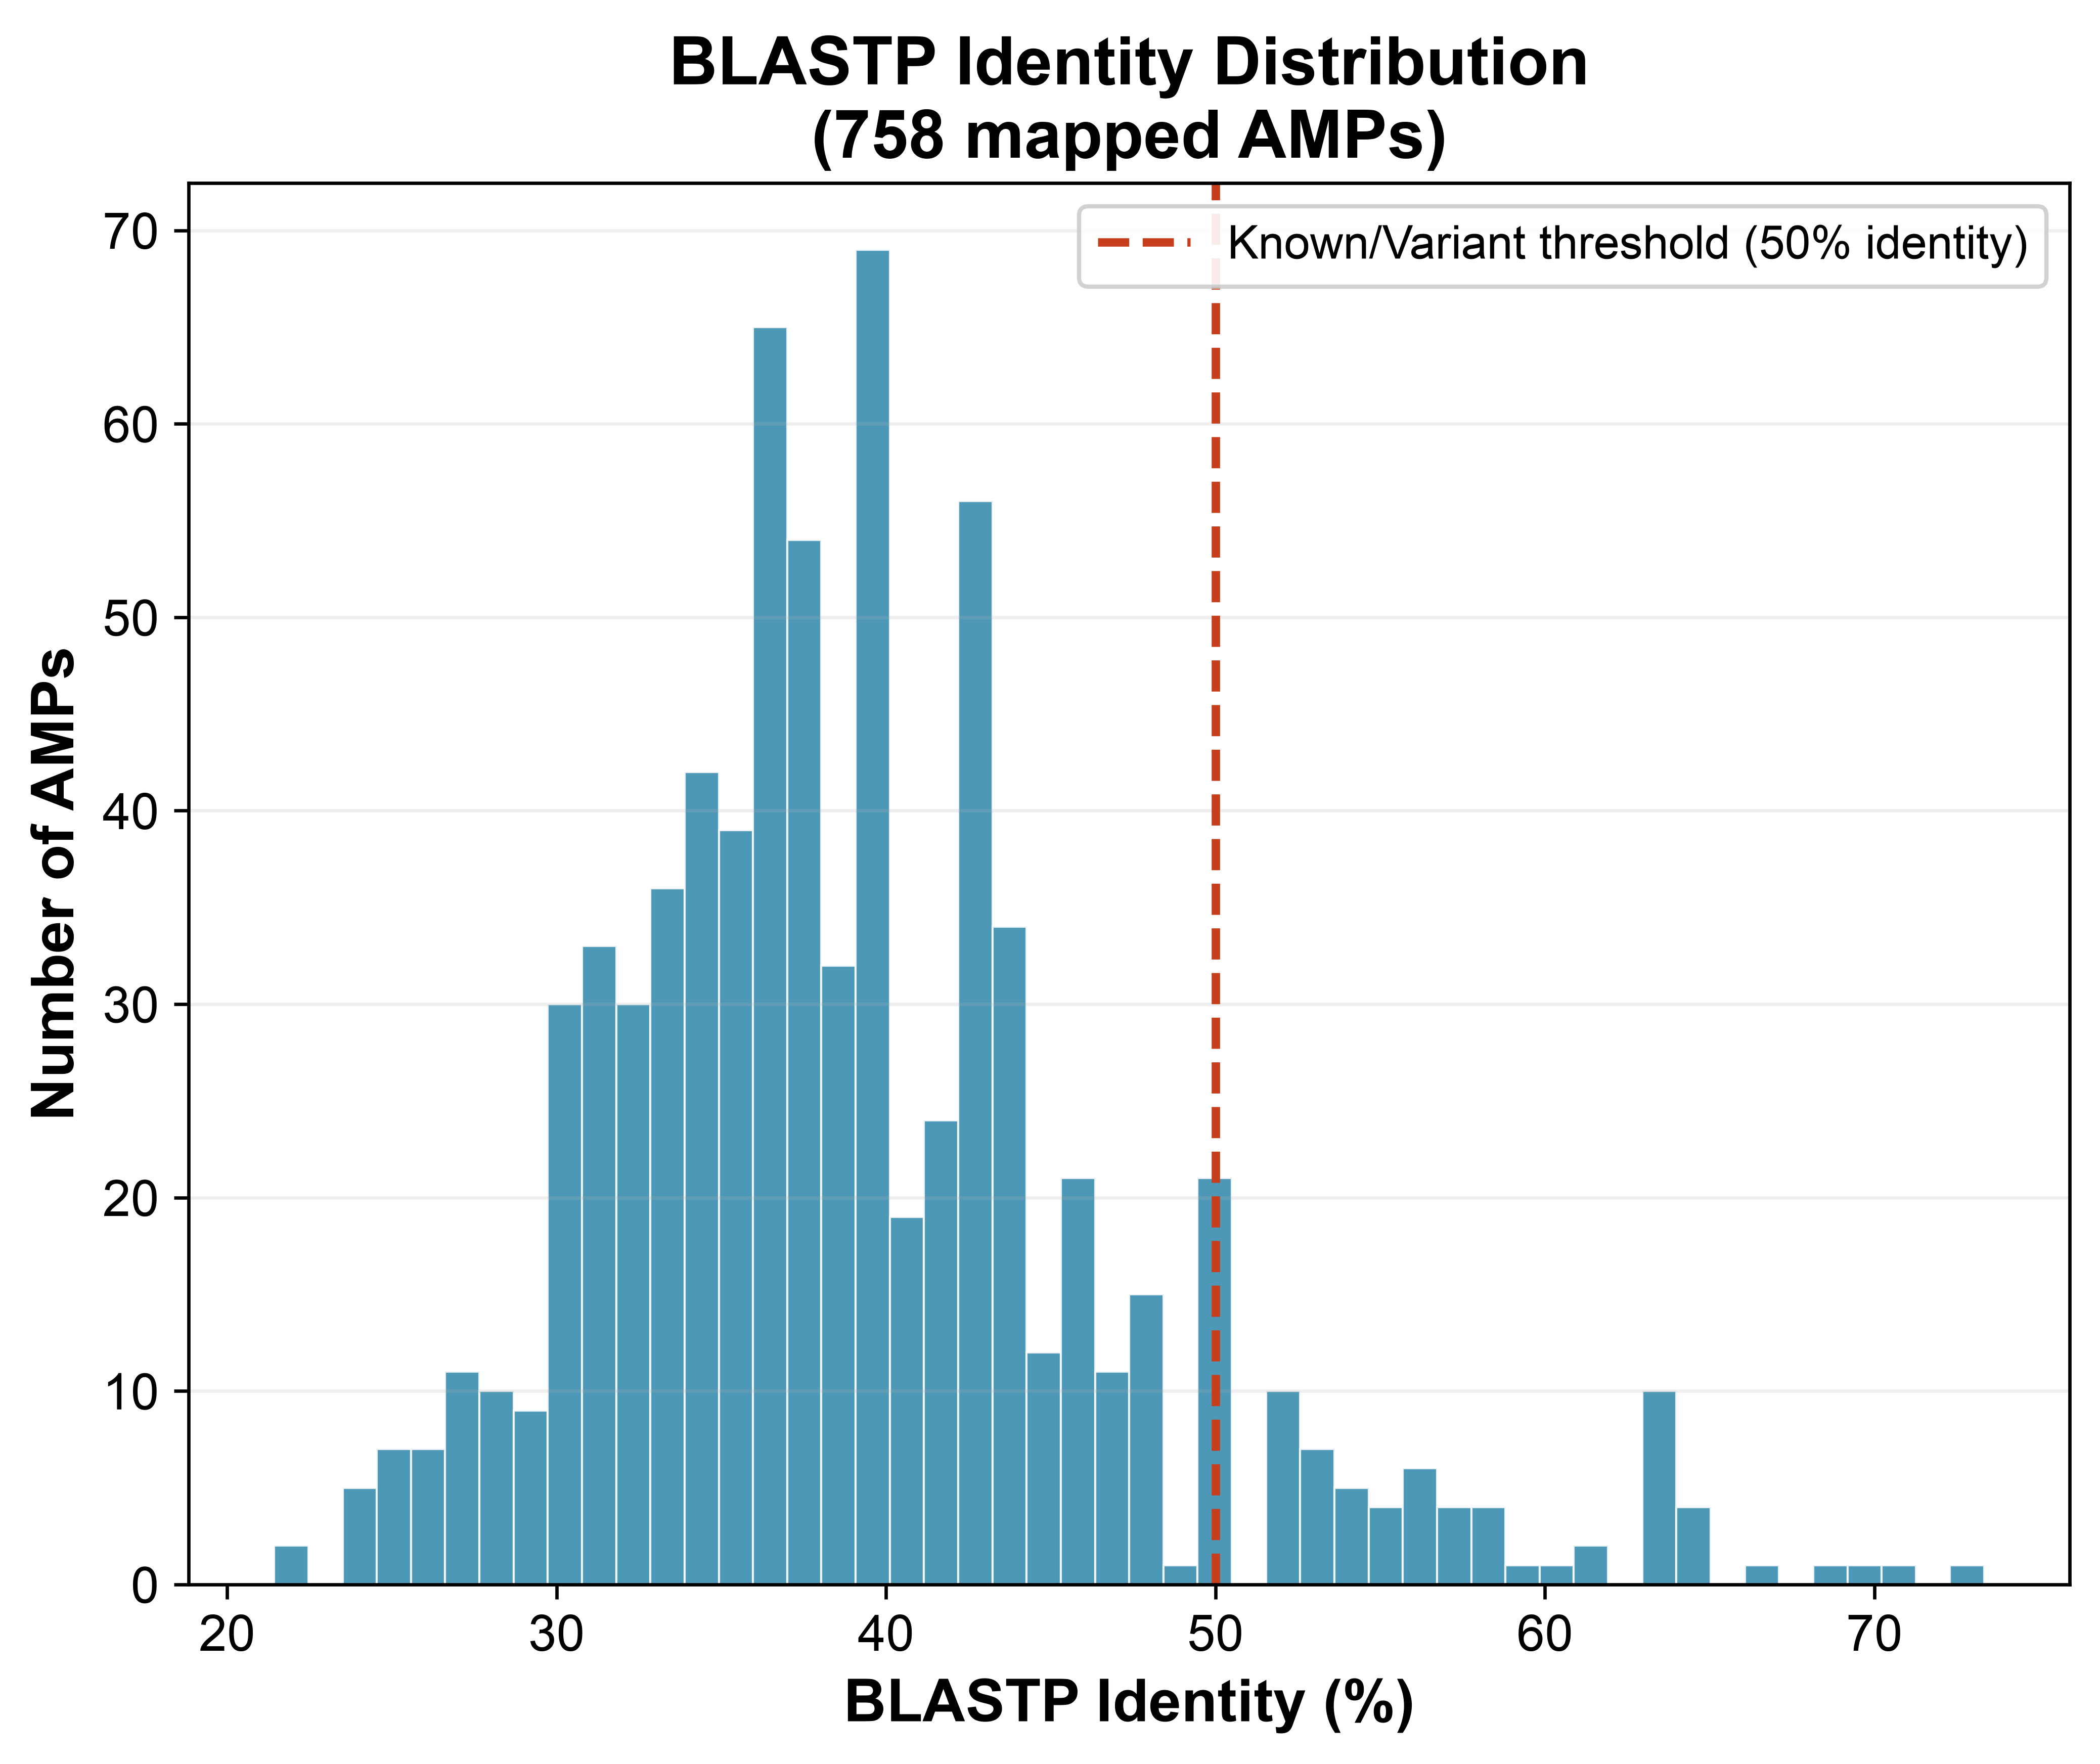 BLASTP Identity Distribution
(758 mapped AMPs)
Known/Variant threshold (50% identity)
Number of AMPs
70
60
50
40
30
20
10
0
20 30 40 50 60 70
BLASTP Identity (%)